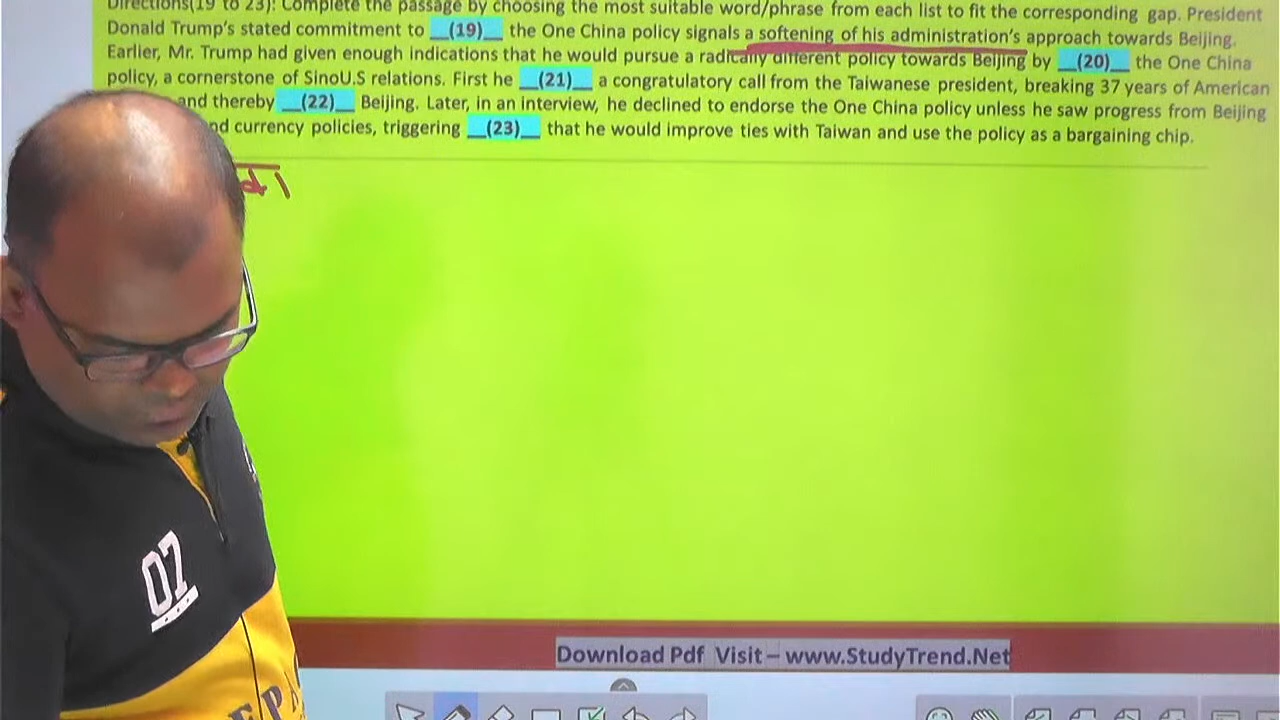 Directions(19 to 23): Complete the passage by choosing the most suitable word/phrase from each list to fit the corresponding gap. President
Donald Trump's stated commitment to __(19)__ the One China policy signals a softening of his administration's approach towards Beijing.
Earlier, Mr. Trump had given enough indications that he would pursue a radically different policy towards Beijing by __(20)__ the One China
policy, a cornerstone of SinoU.S relations. First he __(21)__ a congratulatory call from the Taiwanese president, breaking 37 years of American
and thereby __(22)__ Beijing. Later, in an interview, he declined to endorse the One China policy unless he saw progress from Beijing
nd currency policies, triggering __(23)__ that he would improve ties with Taiwan and use the policy as a bargaining chip.
07
Download Pdf Visit – www.StudyTrend.Net